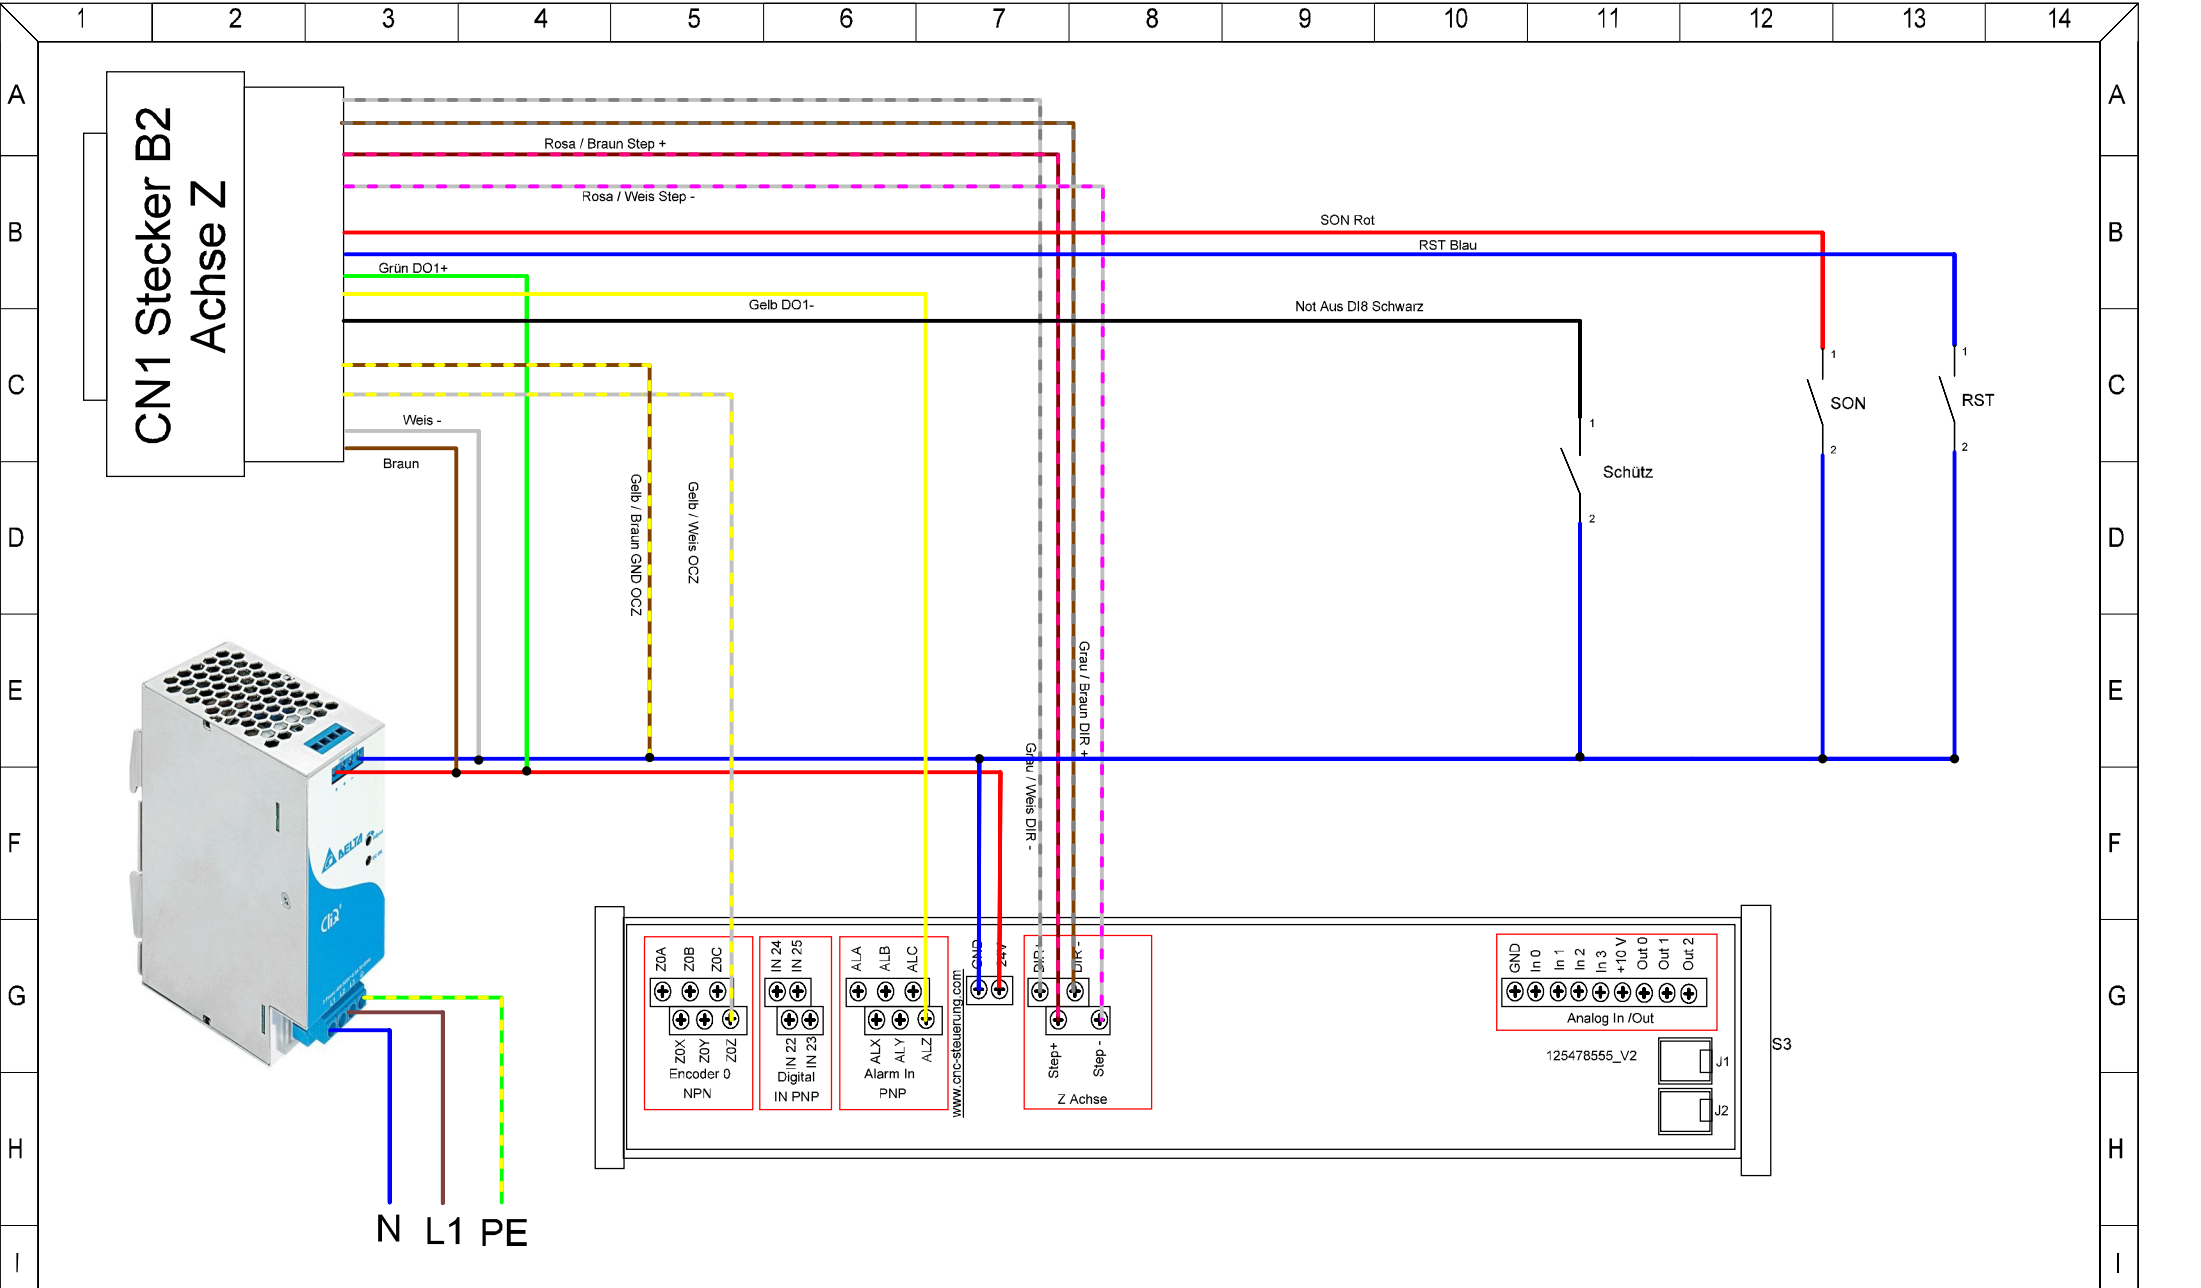 1 2 3 4 5 6 7 8 9 10 11 12 13 14
A
A
B
B
C
C
D
D
E
E
F
F
G
G
H
H
I
I
CN1 Stecker B2
Achse Z
Rosa / Braun Step +
Rosa / Weis Step -
SON Rot
RST Blau
Grün DO1+
Gelb DO1-
Not Aus DI8 Schwarz
Weis -
Braun
1
SON
2
1
RST
2
1
Schütz
2
Gelb / Braun GND OCZ
Gelb / Weis OCZ
Grau / Braun DIR +
Grau / Weis DIR -
DELTA
CliQ
N
L1
PE
Z0A
Z0B
Z0C
Z0X
Z0Y
Z0Z
Encoder 0
NPN
IN 24
IN 25
IN 22
IN 23
Digital
IN PNP
ALA
ALB
ALC
ALX
ALY
ALZ
Alarm In
PNP
www.cnc-steuerung.com
GND
24V
DIR+
DIR -
Step+
Step -
Z Achse
GND
In 0
In 1
In 2
In 3
+10 V
Out 0
Out 1
Out 2
Analog In /Out
125478555_V2
J1
J2
S3